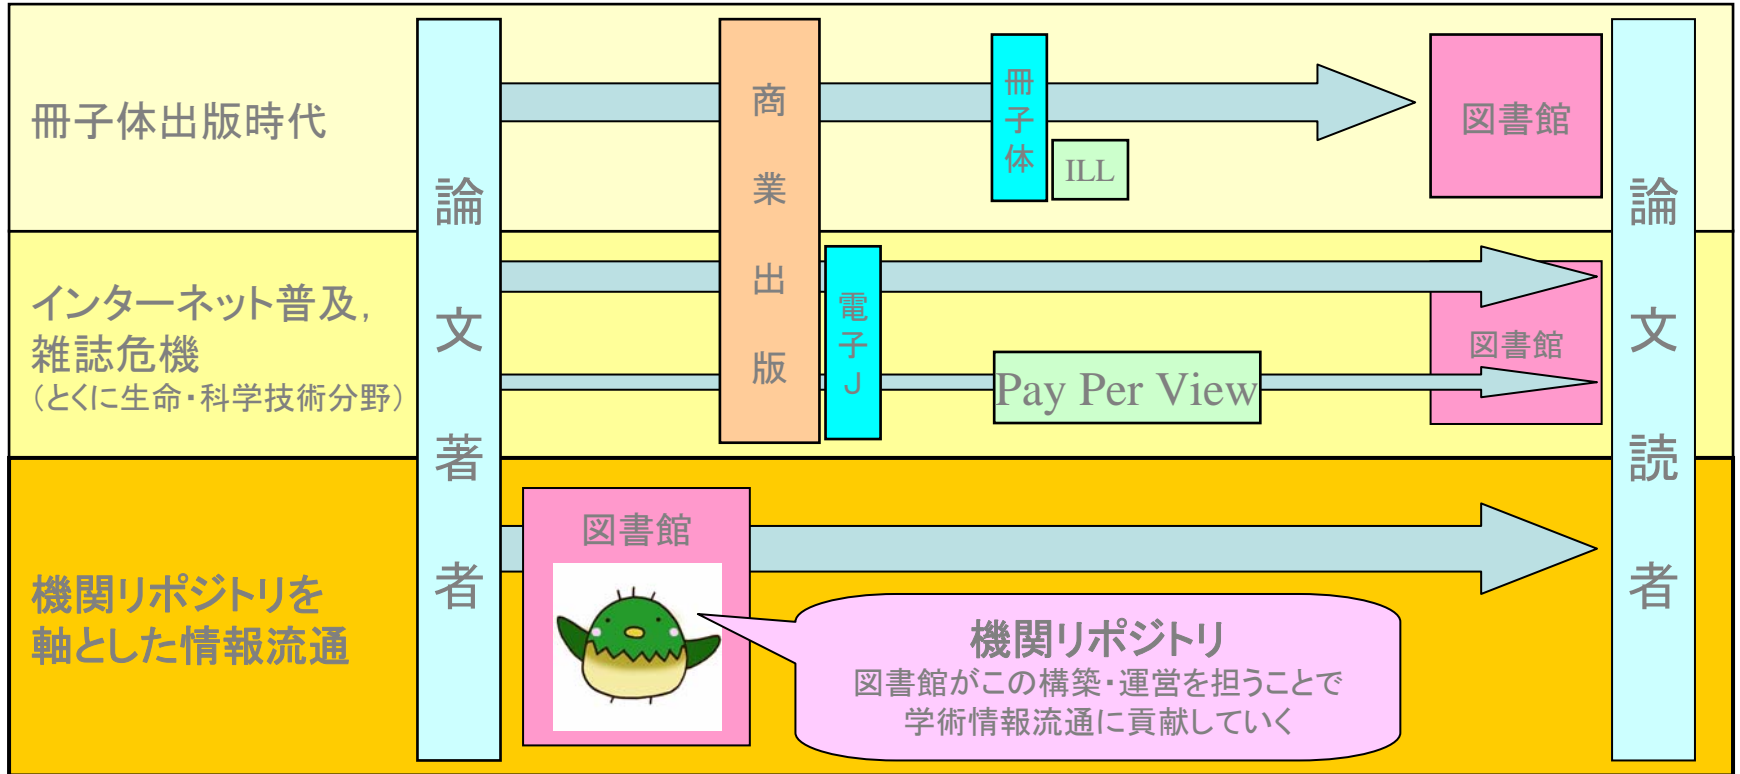 冊子体出版時代
論文著者
商業出版
冊子体
ILL
図書館
論文読者
インターネット普及,
雑誌危機
(とくに生命・科学技術分野)
電子J
Pay Per View
図書館
機関リポジトリを
軸とした情報流通
図書館
機関リポジトリ
図書館がこの構築・運営を担うことで
学術情報流通に貢献していく